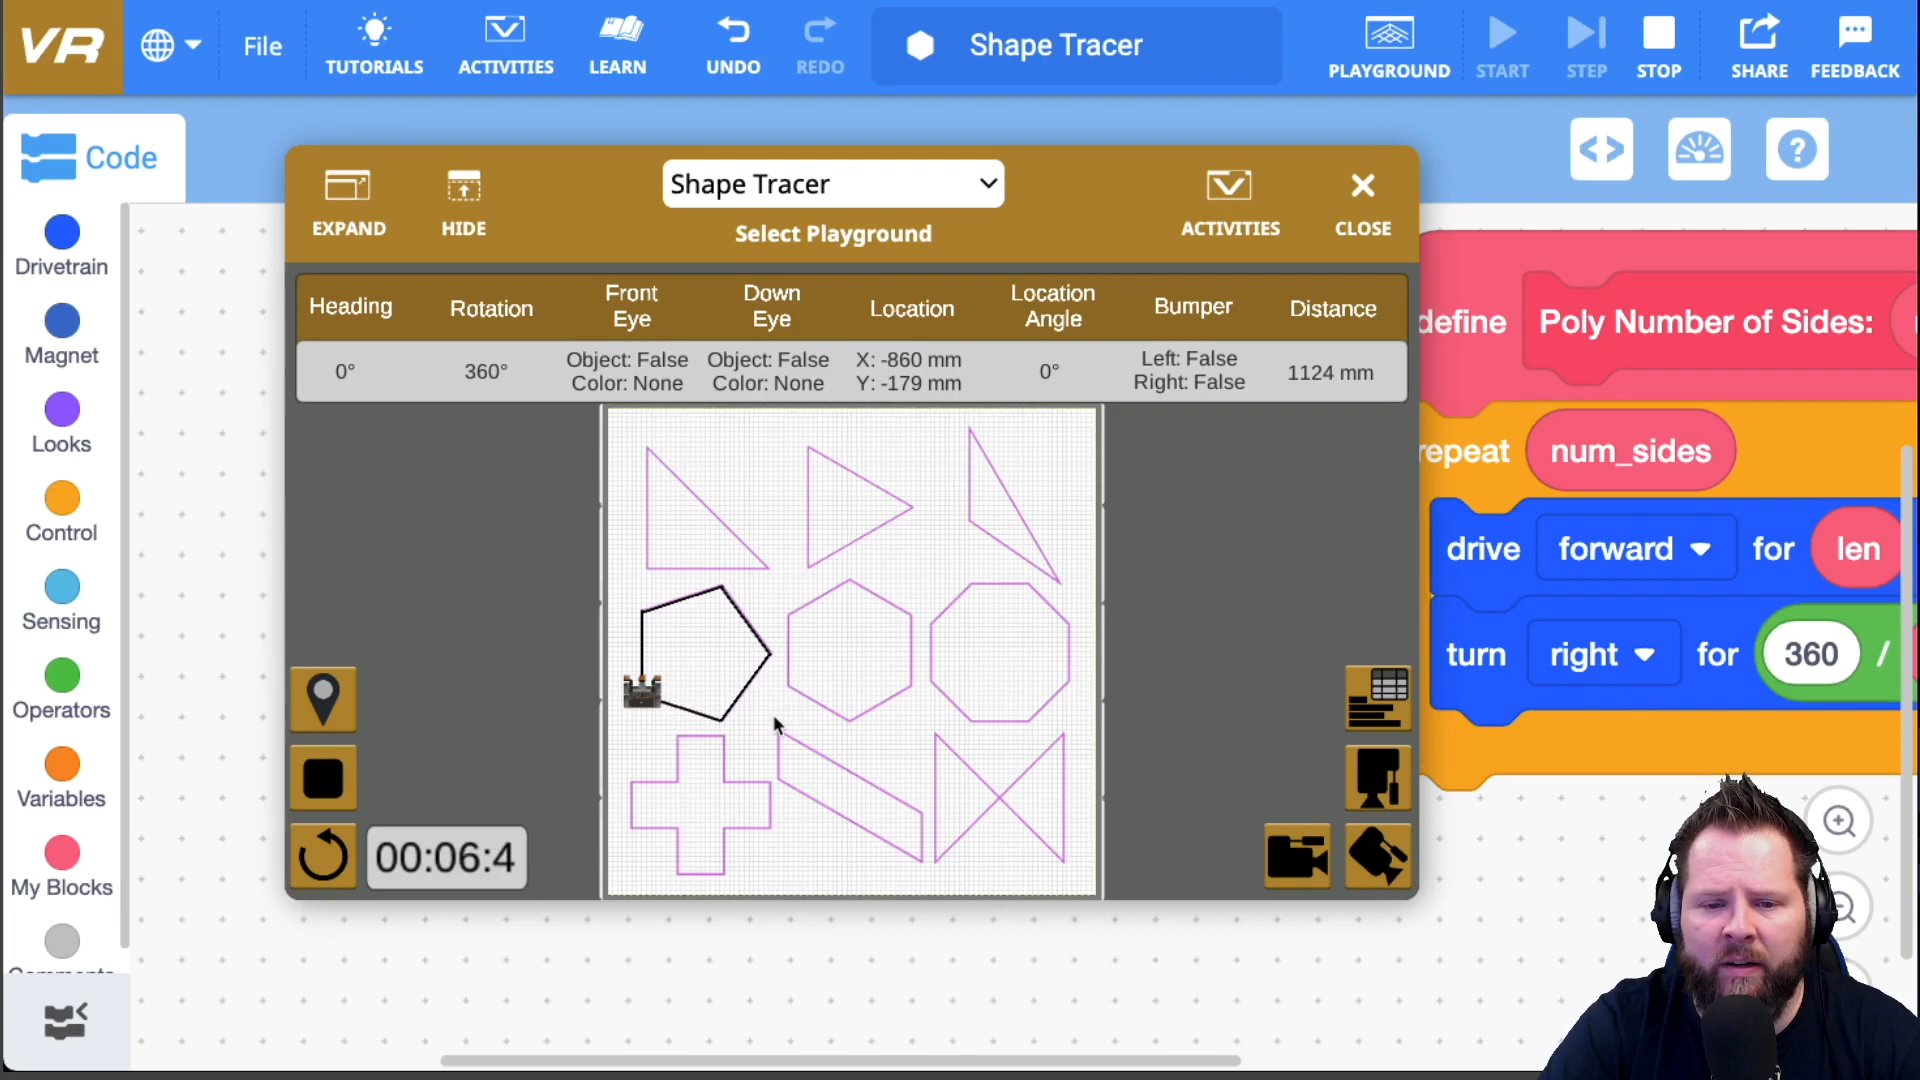 VR
File
TUTORIALS
ACTIVITIES
LEARN
UNDO
REDO
Shape Tracer
PLAYGROUND
START
STEP
STOP
SHARE
FEEDBACK
Code
Drivetrain
Magnet
Looks
Control
Sensing
Operators
Variables
My Blocks
EXPAND
HIDE
Shape Tracer
Select Playground
ACTIVITIES
CLOSE
Heading
Rotation
Front
Eye
Down
Eye
Location
Location
Angle
Bumper
Distance
0°
360°
Object: False
Color: None
Object: False
Color: None
X: -860 mm
Y: -179 mm
0°
Left: False
Right: False
1124 mm
00:06:4
define Poly Number of Sides:
repeat num_sides
drive forward for len
turn right for 360 /